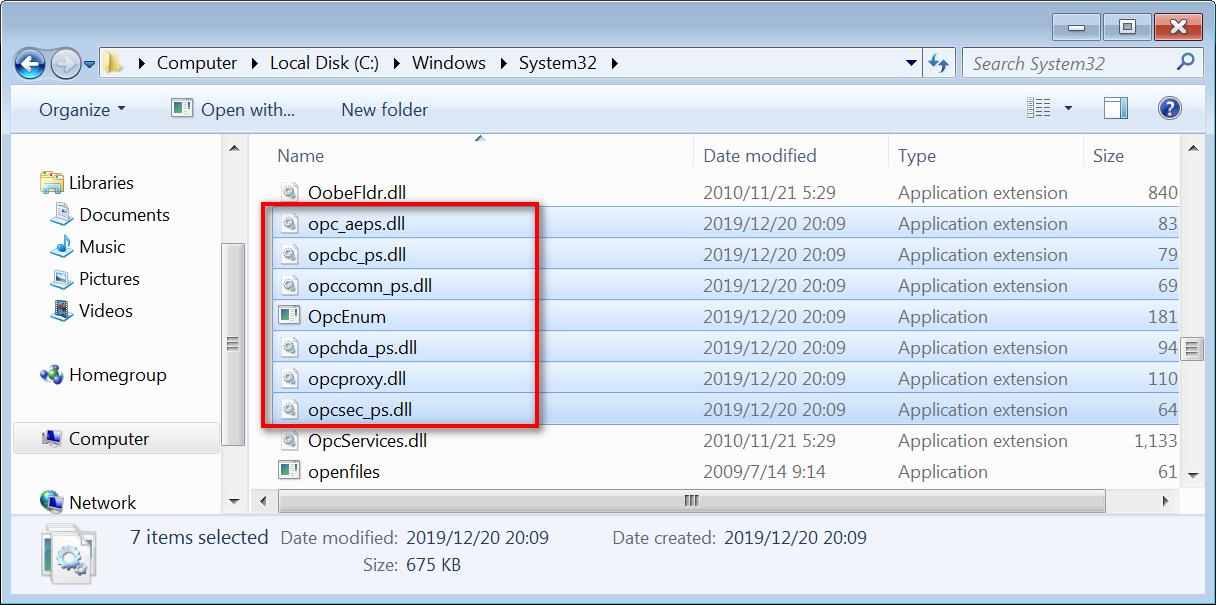 Computer Local Disk (C:) Windows System32 Search System32
Organize Open with... New folder
Name Date modified Type Size
OobeFldr.dll 2010/11/21 5:29 Application extension 840
opc_aeps.dll 2019/12/20 20:09 Application extension 83
opcbc_ps.dll 2019/12/20 20:09 Application extension 79
opccomn_ps.dll 2019/12/20 20:09 Application extension 69
OpcEnum 2019/12/20 20:09 Application 181
opchda_ps.dll 2019/12/20 20:09 Application extension 94
opcproxy.dll 2019/12/20 20:09 Application extension 110
opcsec_ps.dll 2019/12/20 20:09 Application extension 64
OpcServices.dll 2010/11/21 5:29 Application extension 1,133
openfiles 2009/7/14 9:14 Application 61
Libraries
Documents
Music
Pictures
Videos
Homegroup
Computer
Network
7 items selected Date modified: 2019/12/20 20:09 Date created: 2019/12/20 20:09
Size: 675 KB